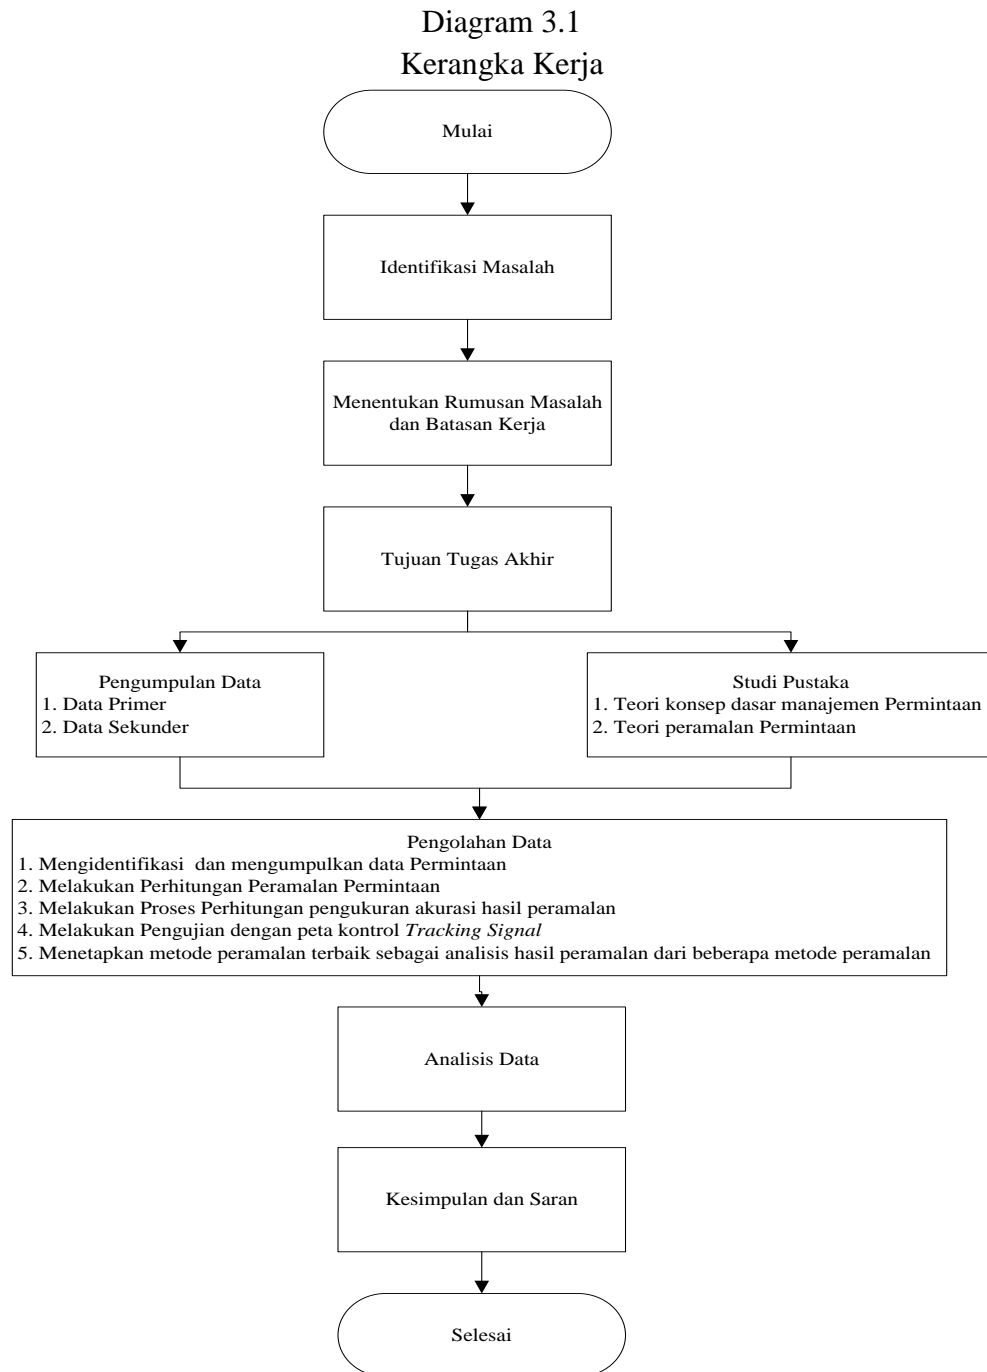 Diagram 3.1
Kerangka Kerja
Mulai
Identifikasi Masalah
Menentukan Rumusan Masalah
dan Batasan Kerja
Tujuan Tugas Akhir
Pengumpulan Data
1. Data Primer
2. Data Sekunder
Studi Pustaka
1. Teori konsep dasar manajemen Permintaan
2. Teori peramalan Permintaan
Pengolahan Data
1. Mengidentifikasi  dan mengumpulkan data Permintaan
2. Melakukan Perhitungan Peramalan Permintaan
3. Melakukan Proses Perhitungan pengukuran akurasi hasil peramalan
4. Melakukan Pengujian dengan peta kontrol Tracking Signal
5. Menetapkan metode peramalan terbaik sebagai analisis hasil peramalan dari beberapa metode peramalan
Analisis Data
Kesimpulan dan Saran
Selesai